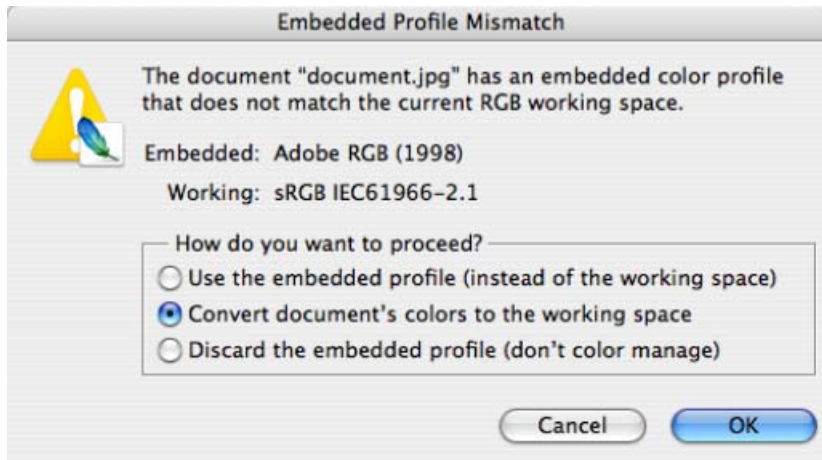 Embedded Profile Mismatch
The document “document.jpg” has an embedded color profile
that does not match the current RGB working space.
Embedded: Adobe RGB (1998)
Working: sRGB IEC61966–2.1
How do you want to proceed?
Use the embedded profile (instead of the working space)
Convert document’s colors to the working space
Discard the embedded profile (don’t color manage)
Cancel OK